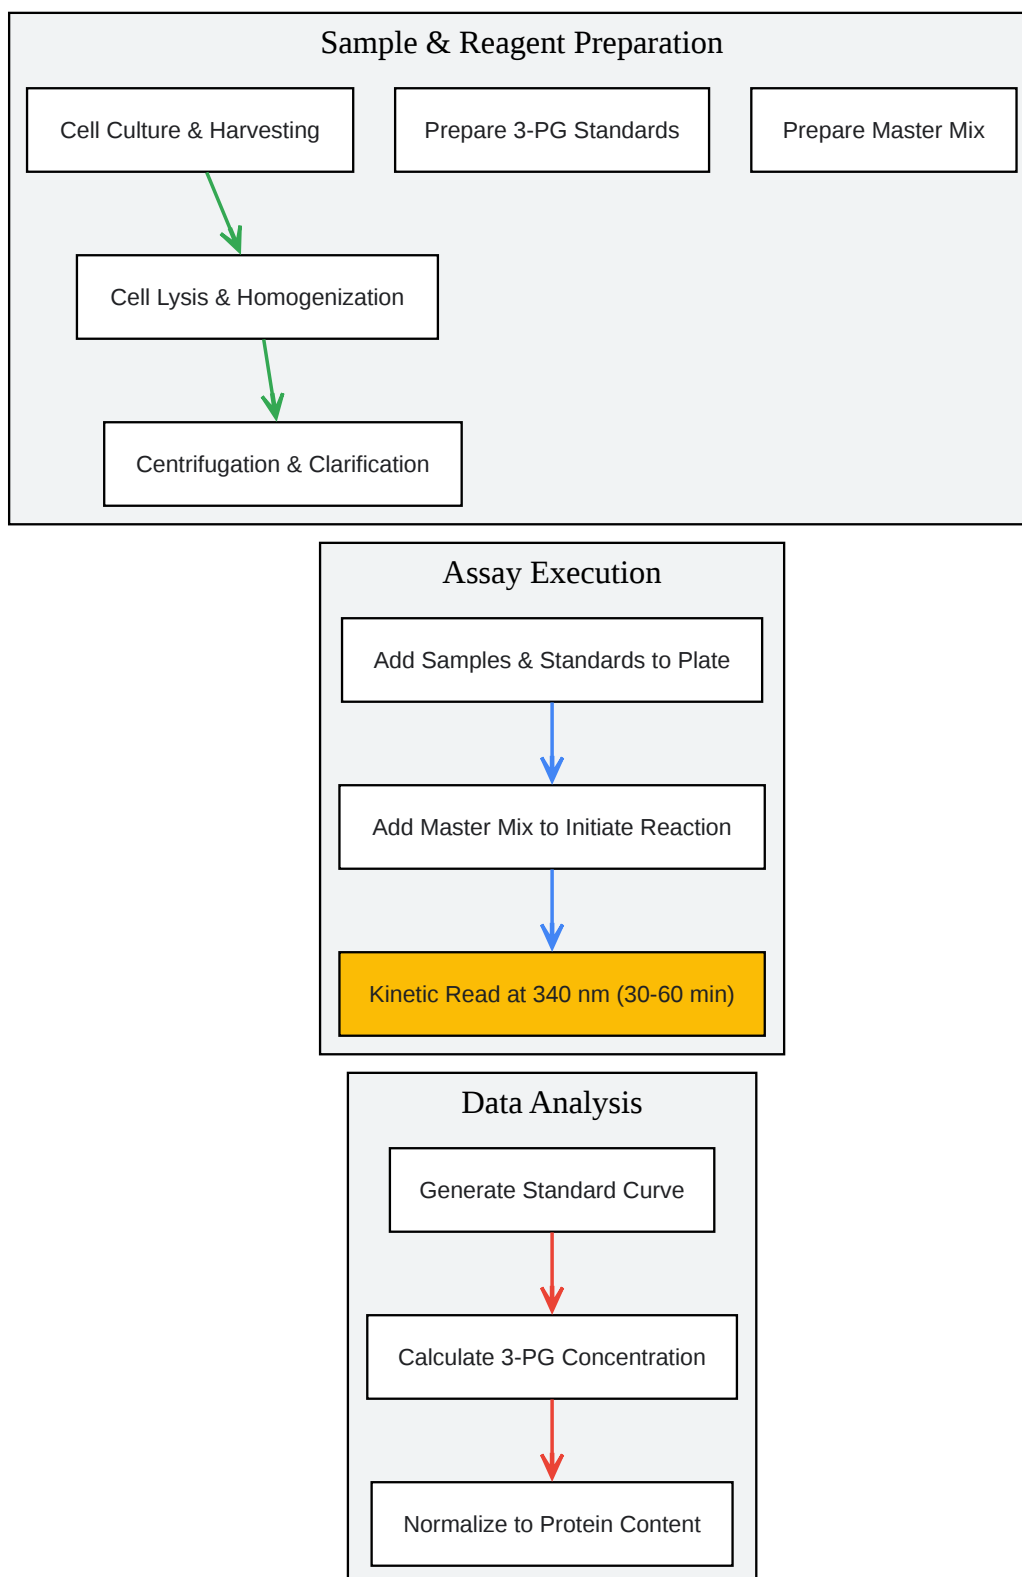 Sample & Reagent Preparation
Cell Culture & Harvesting
Prepare 3-PG Standards
Prepare Master Mix
Cell Lysis & Homogenization
Centrifugation & Clarification
Assay Execution
Add Samples & Standards to Plate
Add Master Mix to Initiate Reaction
Kinetic Read at 340 nm (30-60 min)
Data Analysis
Generate Standard Curve
Calculate 3-PG Concentration
Normalize to Protein Content